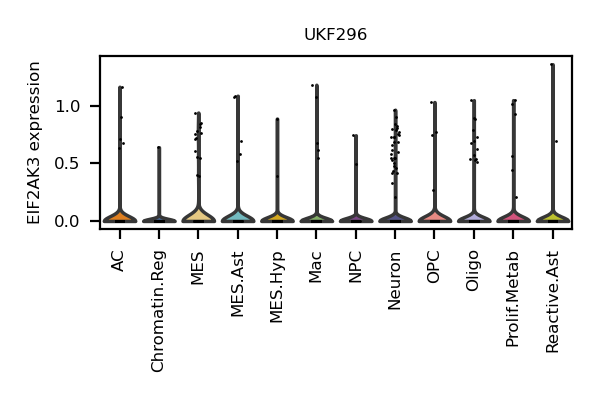 UKF296
EIF2AK3 expression
1.0
0.5
0.0
AC
Chromatin.Reg
MES
MES.Ast
MES.Hyp
Mac
NPC
Neuron
OPC
Oligo
Prolif.Metab
Reactive.Ast